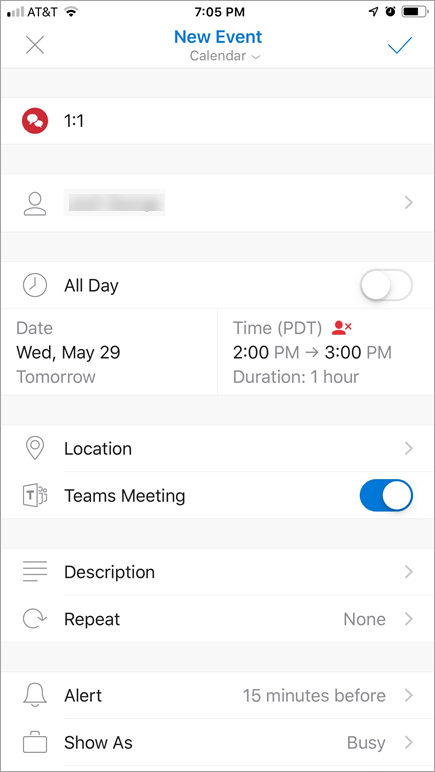 AT&T 7:05 PM
New Event
Calendar
1:1
All Day
Date
Wed, May 29
Tomorrow
Time (PDT)
2:00 PM → 3:00 PM
Duration: 1 hour
Location
T Teams Meeting
Description
Repeat None
Alert 15 minutes before
Show As Busy